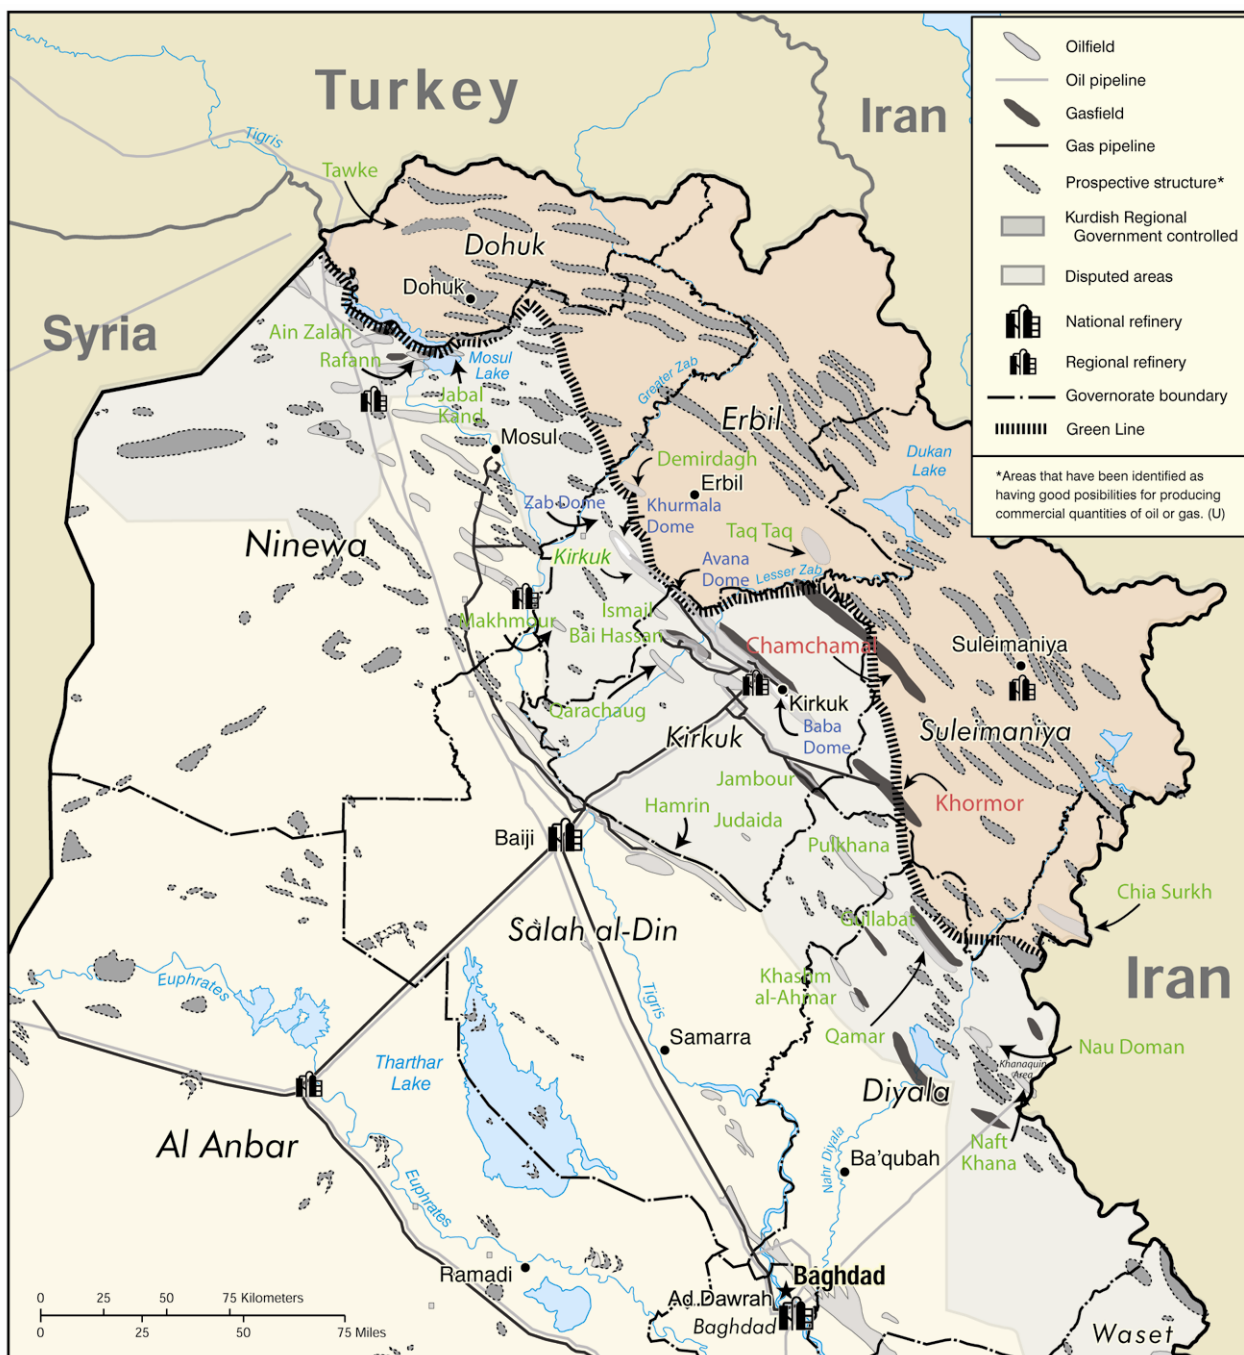 Turkey
Iran
Syria
Iran
Oilfield
Oil pipeline
Gasfield
Gas pipeline
Prospective structure*
Kurdish Regional
Government controlled
Disputed areas
National refinery
Regional refinery
Governorate boundary
Green Line
*Areas that have been identified as
having good posibilities for producing
commercial quantities of oil or gas. (U)
Tigris
Tawke
Dohuk
Dohuk
Ain Zalah
Rafann
Mosul
Lake
Jabal
Kand
Greater Zab
Erbil
Dukan
Lake
Mosul
Demirdagh
Erbil
Zab Dome
Khurmala
Dome
Taq Taq
Ninewa
Kirkuk
Avana
Dome
Lesser Zab
Makhmour
Ismail
Bai Hassan
Chamchamal
Suleimaniya
Qarachaug
Kirkuk
Kirkuk
Baba
Dome
Suleimaniya
Jambour
Khormor
Hamrin
Judaida
Baiji
Pulkhana
Chia Surkh
Gullabat
Salah al-Din
Euphrates
Khashm
al-Ahmar
Tigris
Qamar
Samarra
Nau Doman
Tharthar
Lake
Khanaquin
Area
Diyala
Al Anbar
Naft
Khana
Nahr Diyala
Ba'qubah
Euphrates
Ramadi
Baghdad
Ad Dawrah
Baghdad
Waset
0 25 50 75 Kilometers
0 25 50 75 Miles